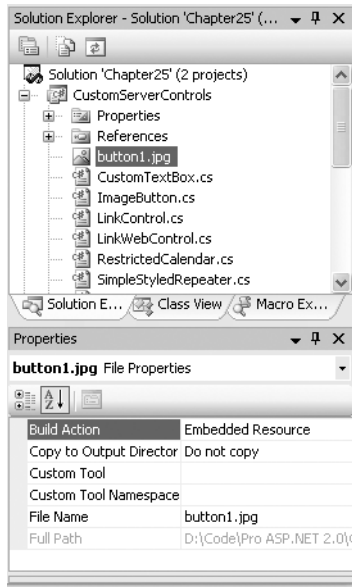 Solution Explorer - Solution 'Chapter25' (...
Solution 'Chapter25' (2 projects)
CustomServerControls
Properties
References
button1.jpg
CustomTextBox.cs
ImageButton.cs
LinkControl.cs
LinkWebControl.cs
RestrictedCalendar.cs
SimpleStyledRepeater.cs
Solution E... Class View Macro Ex...
Properties
button1.jpg File Properties
Build Action Embedded Resource
Copy to Output Director Do not copy
Custom Tool
Custom Tool Namespace
File Name button1.jpg
Full Path D:\Code\Pro ASP.NET 2.0\